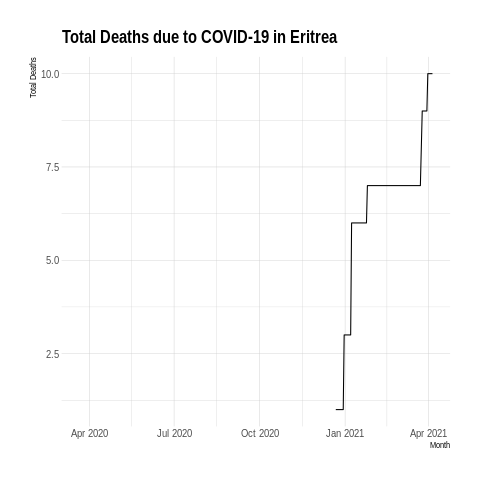 Total Deaths due to COVID-19 in Eritrea
Total Deaths
10.0
7.5
5.0
2.5
Apr 2020 Jul 2020 Oct 2020 Jan 2021 Apr 2021
Month